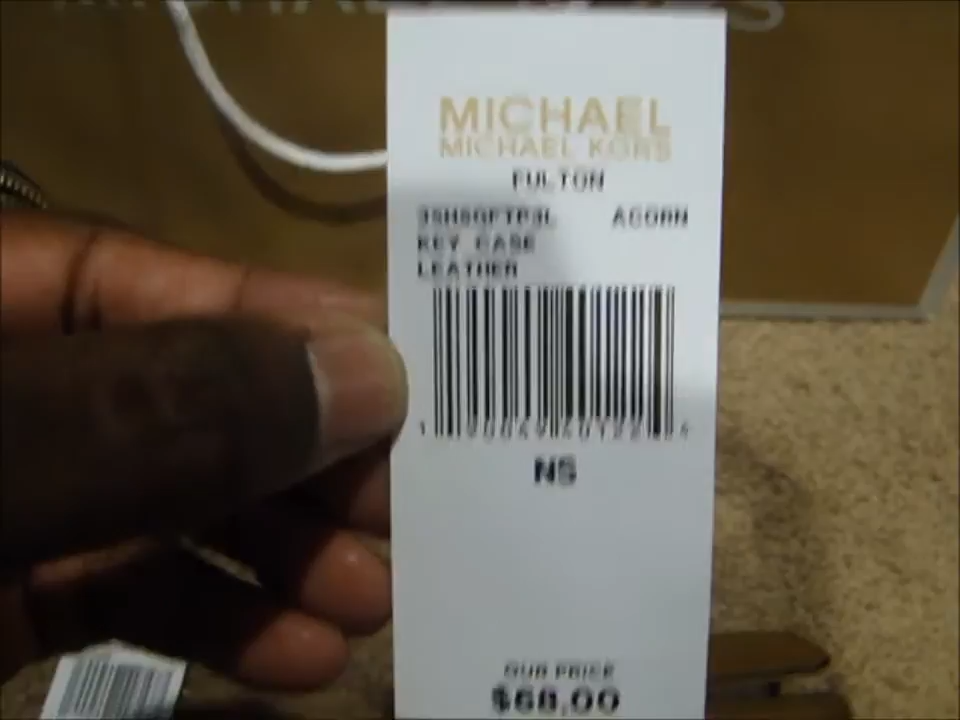 MICHAEL
MICHAEL KORS
FULTON
ACORN
KEY CASE
LEATHER
NS
OUR PRICE
$68.00